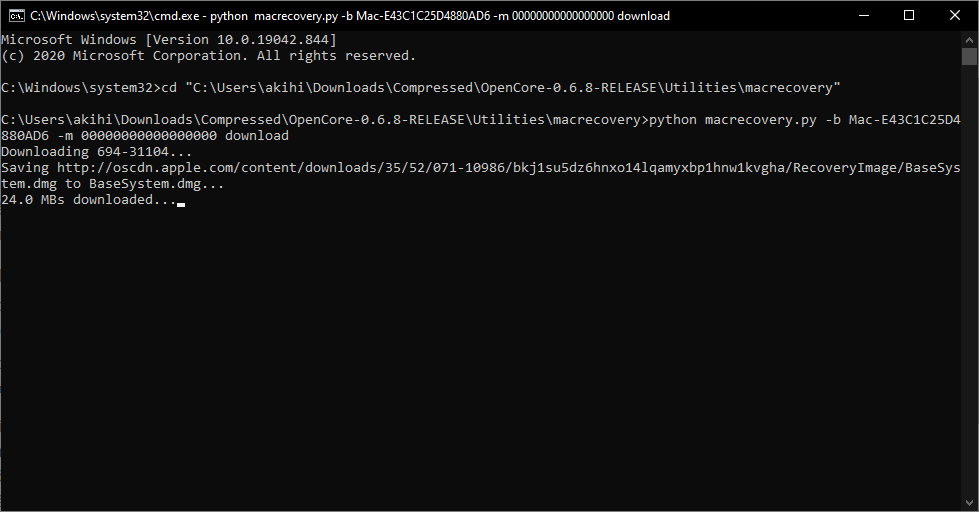 C:\Windows\system32\cmd.exe - python  macrecovery.py -b Mac-E43C1C25D4880AD6 -m 00000000000000000 download
Microsoft Windows [Version 10.0.19042.844]
(c) 2020 Microsoft Corporation. All rights reserved.
C:\Windows\system32>cd "C:\Users\akihi\Downloads\Compressed\OpenCore-0.6.8-RELEASE\Utilities\macrecovery"
C:\Users\akihi\Downloads\Compressed\OpenCore-0.6.8-RELEASE\Utilities\macrecovery>python macrecovery.py -b Mac-E43C1C25D4
880AD6 -m 00000000000000000 download
Downloading 694-31104...
Saving http://oscdn.apple.com/content/downloads/35/52/071-10986/bkj1su5dz6hnxo14lqamyxbp1hnw1kvgha/RecoveryImage/BaseSys
tem.dmg to BaseSystem.dmg...
24.0 MBs downloaded...